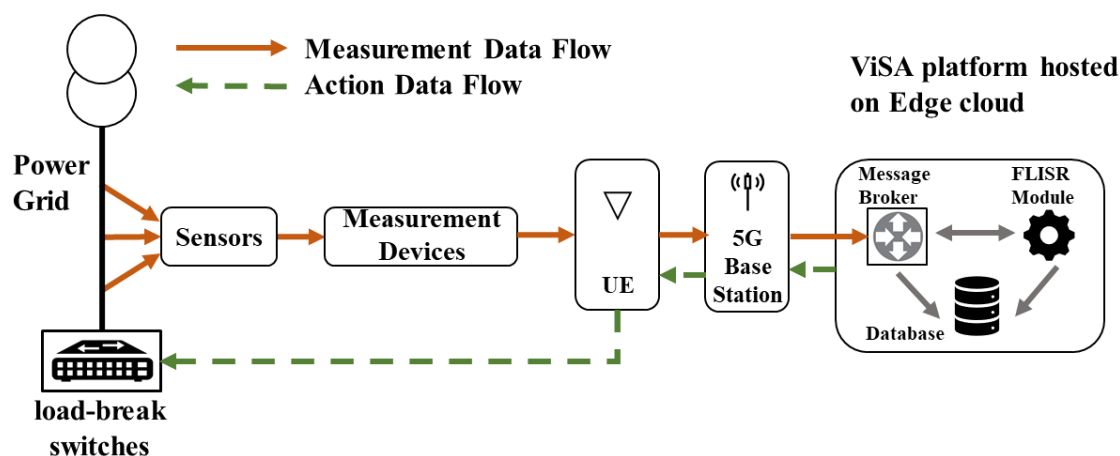 Measurement Data Flow
Action Data Flow
ViSA platform hosted
on Edge cloud
Power
Grid
Sensors
Measurement
Devices
UE
5G
Base
Station
Message
Broker
FLISR
Module
Database
load-break
switches